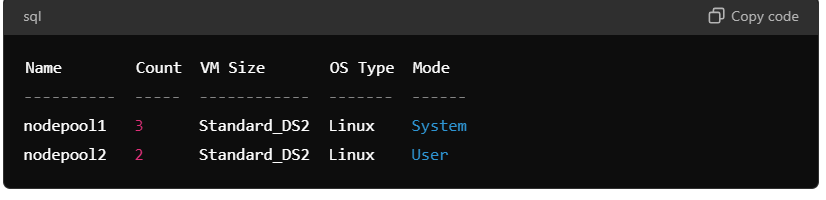 sql Copy code
Name Count VM Size OS Type Mode
---------- ----- ------------ ------- ------
nodepool1 3 Standard_DS2 Linux System
nodepool2 2 Standard_DS2 Linux User